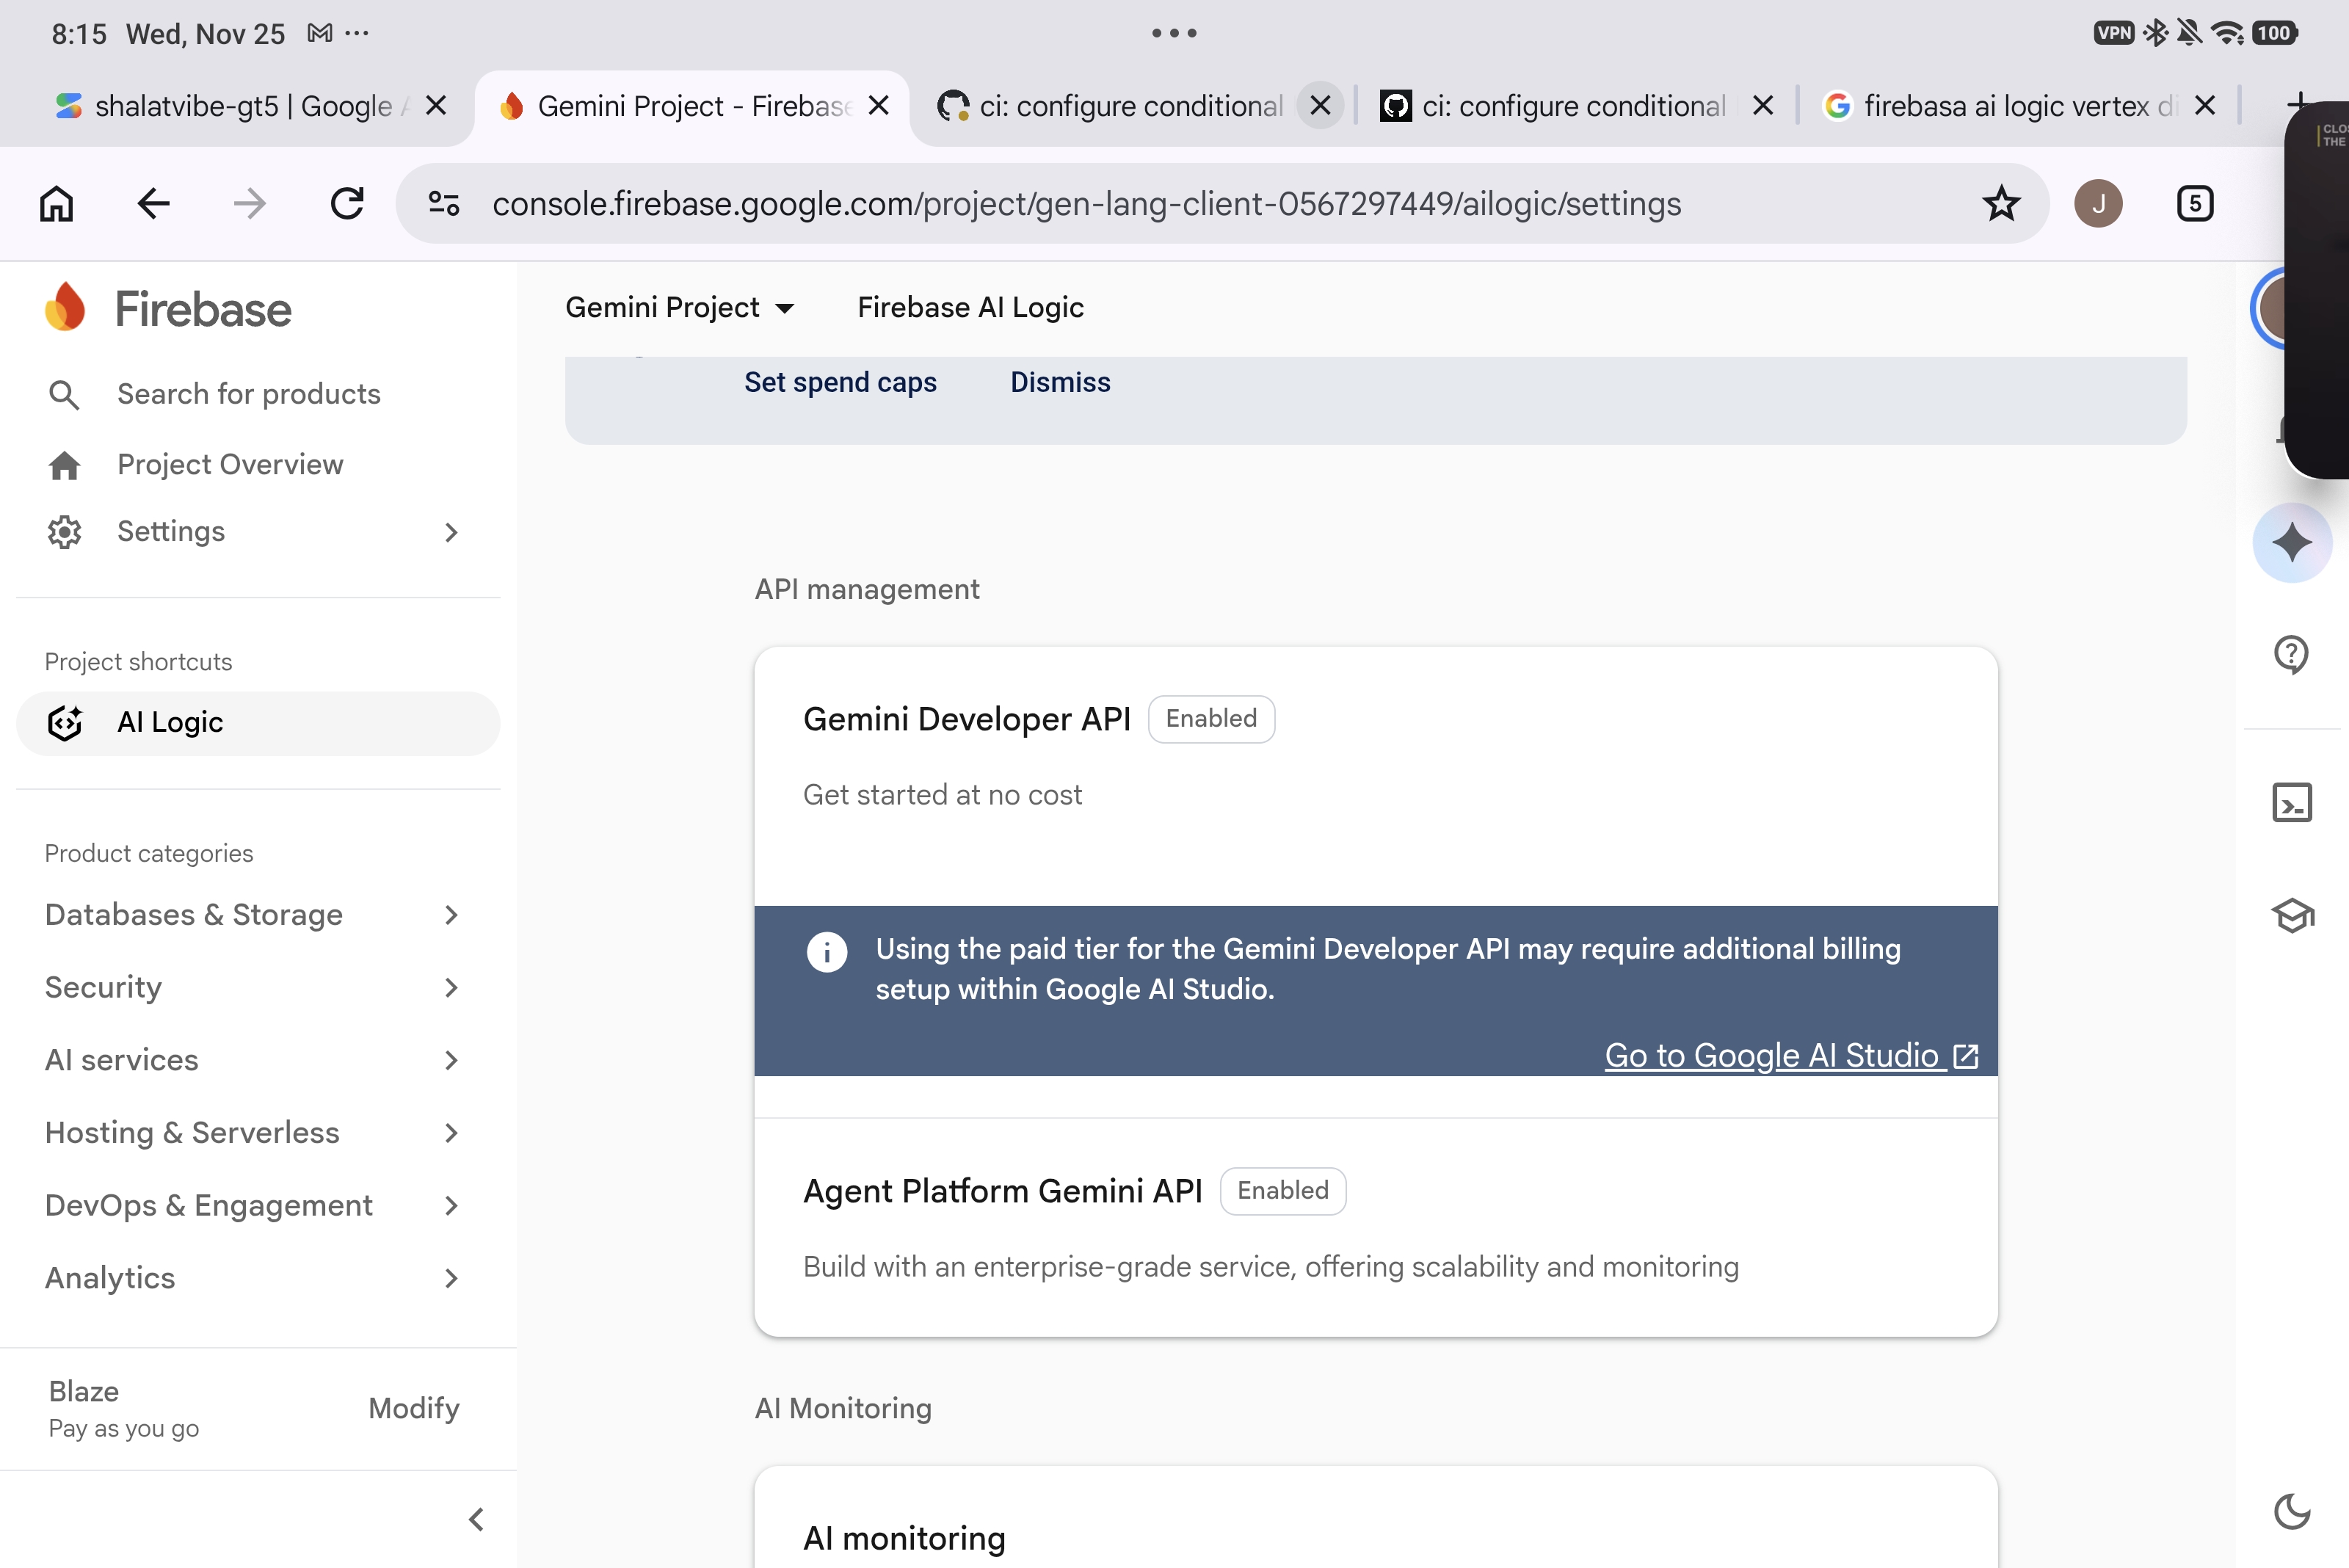 8:15 Wed, Nov 25
VPN 100
shalatvibe-gt5 | Google
Gemini Project - Firebase
ci: configure conditional
ci: configure conditional
firebasa ai logic vertex di
CLO
THE
console.firebase.google.com/project/gen-lang-client-0567297449/ailogic/settings
J
5
Firebase
Search for products
Project Overview
Settings
Project shortcuts
AI Logic
Product categories
Databases & Storage
Security
AI services
Hosting & Serverless
DevOps & Engagement
Analytics
Blaze
Pay as you go
Modify
Gemini Project
Firebase AI Logic
Set spend caps
Dismiss
API management
Gemini Developer API Enabled
Get started at no cost
Using the paid tier for the Gemini Developer API may require additional billing
setup within Google AI Studio.
Go to Google AI Studio
Agent Platform Gemini API Enabled
Build with an enterprise-grade service, offering scalability and monitoring
AI Monitoring
AI monitoring